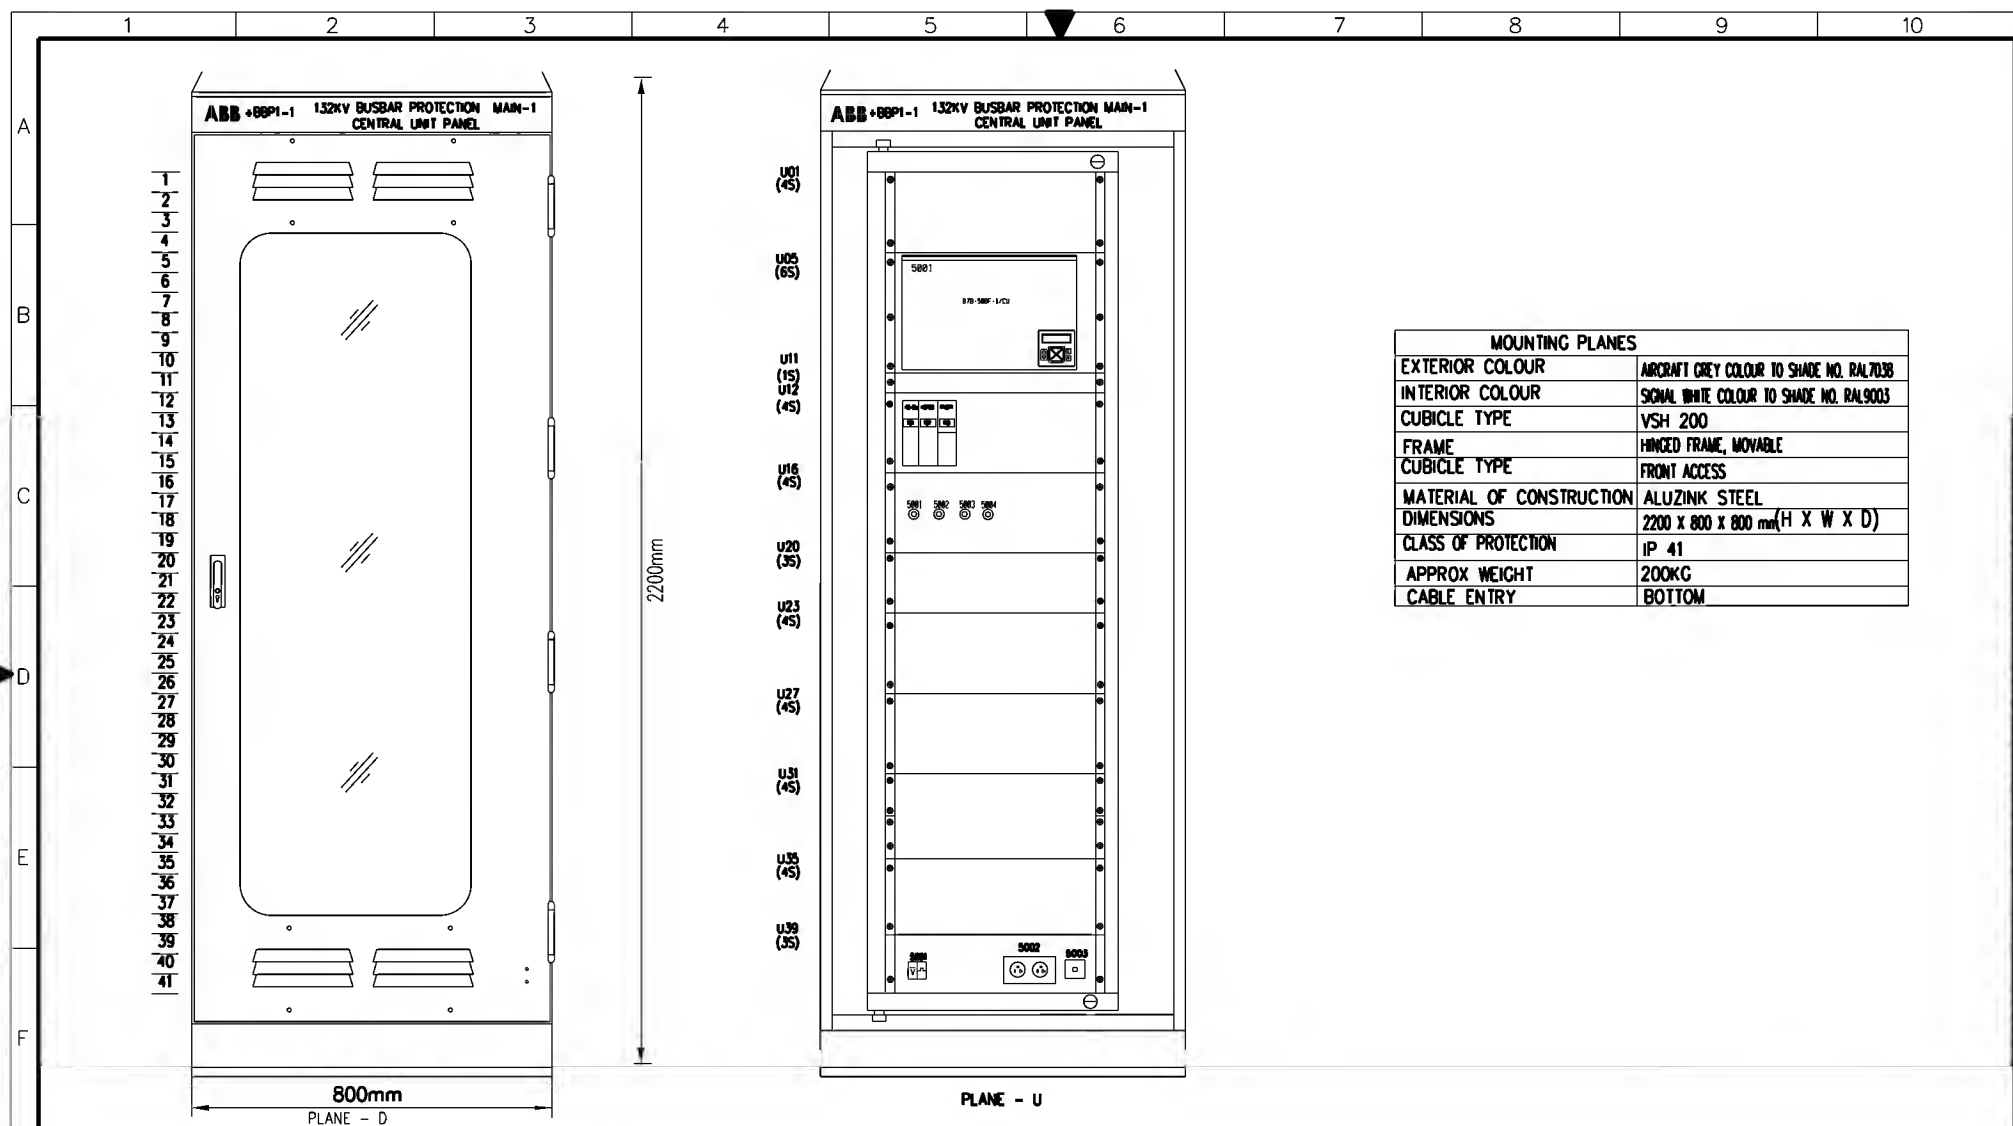 1 2 3 4 5 6 7 8 9 10
A
B
C
D
E
F
ABB +BBP1-1 132KV BUSBAR PROTECTION MAIN-1
CENTRAL UNIT PANEL
1
2
3
4
5
6
7
8
9
10
11
12
13
14
15
16
17
18
19
20
21
22
23
24
25
26
27
28
29
30
31
32
33
34
35
36
37
38
39
40
41
800mm
PLANE - D
2200mm
ABB +BBP1-1 132KV BUSBAR PROTECTION MAIN-1
CENTRAL UNIT PANEL
U01
(4S)
U05
(6S)
U11
(1S)
U12
(4S)
U16
(4S)
U20
(3S)
U23
(4S)
U27
(4S)
U31
(4S)
U35
(4S)
U39
(3S)
S001
S001 S002 S003 S004
S002
S003
PLANE - U
MOUNTING PLANES
EXTERIOR COLOUR AIRCRAFT GREY COLOUR TO SHADE NO. RAL7038
INTERIOR COLOUR SIGNAL WHITE COLOUR TO SHADE NO. RAL9003
CUBICLE TYPE VSH 200
FRAME HINGED FRAME, MOVABLE
CUBICLE TYPE FRONT ACCESS
MATERIAL OF CONSTRUCTION ALUZINK STEEL
DIMENSIONS 2200 X 800 X 800 mm(H X W X D)
CLASS OF PROTECTION IP 41
APPROX WEIGHT 200KG
CABLE ENTRY BOTTOM